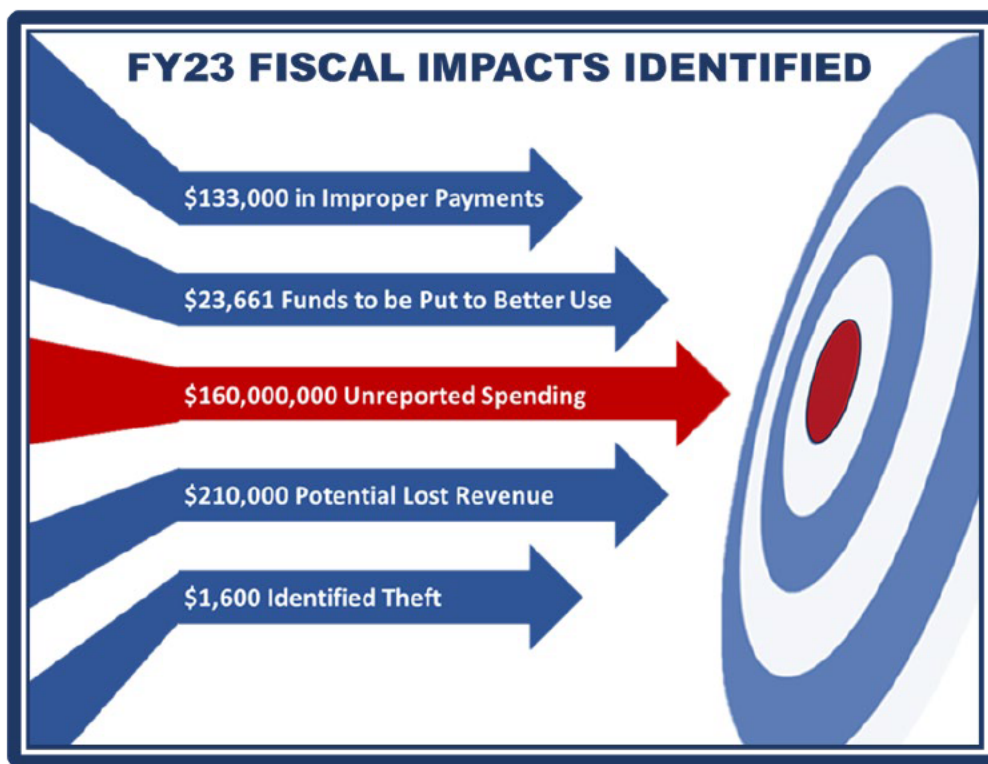 FY23 FISCAL IMPACTS IDENTIFIED
$133,000 in Improper Payments
$23,661 Funds to be Put to Better Use
$160,000,000 Unreported Spending
$210,000 Potential Lost Revenue
$1,600 Identified Theft